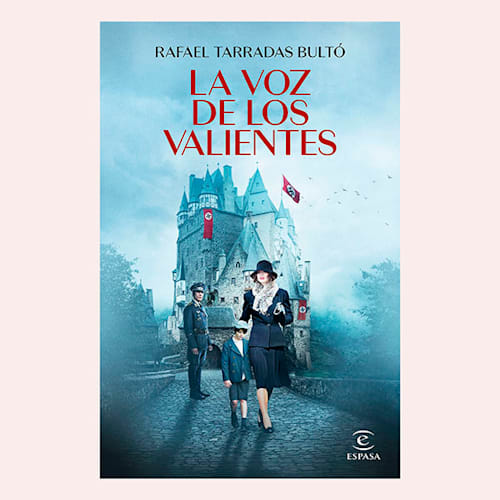 RAFAEL TARRADAS BULTÓ
LA VOZ
DE LOS
VALIENTES
e
ESPASA